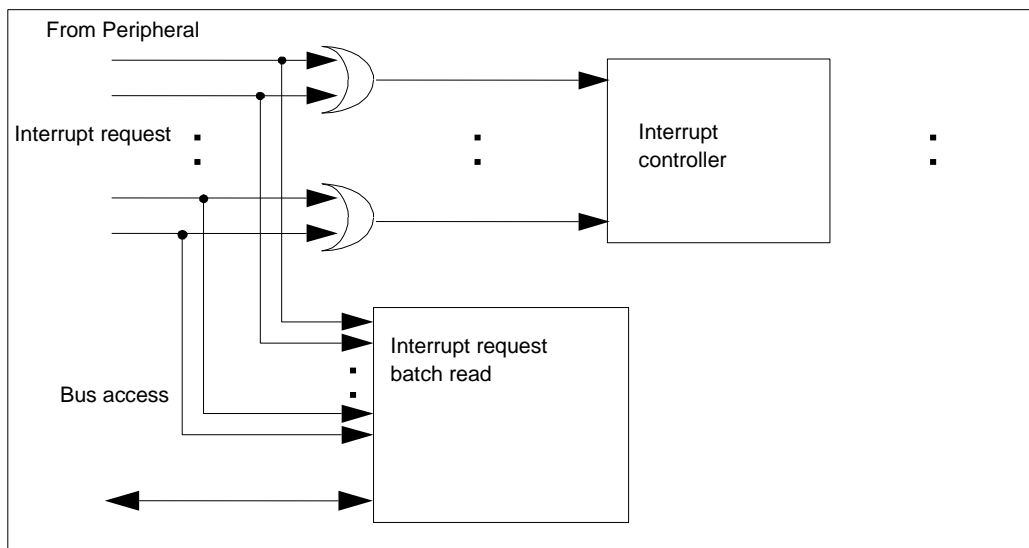 From Peripheral
Interrupt request
Interrupt
controller
Interrupt request
batch read
Bus access